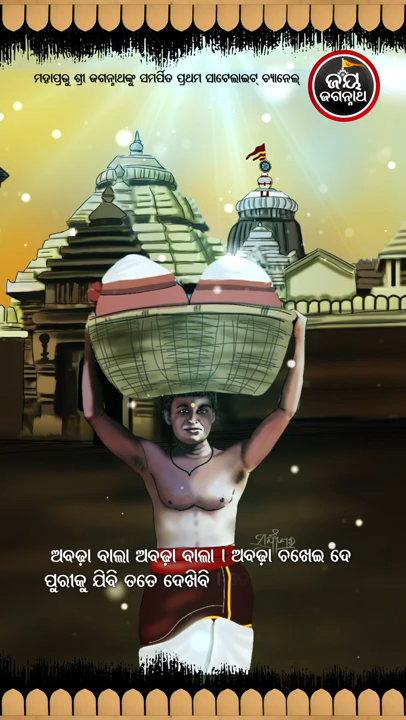 ମହାପ୍ରଭୁ ଶ୍ରୀ ଜଗନ୍ନାଥଙ୍କୁ ସମର୍ପିତ ପ୍ରଥମ ସାଟେଲାଇଟ୍ ଚ୍ୟାନେଲ୍
ଜୟ
ଜଗନ୍ନାଥ
ଅବଢ଼ା ବାଲା ଅବଢ଼ା ବାଲା । ଅବଢ଼ା ଚଖେଇ ଦେ
ପୁରୀକୁ ଯିବି ତତେ ଦେଖିବି